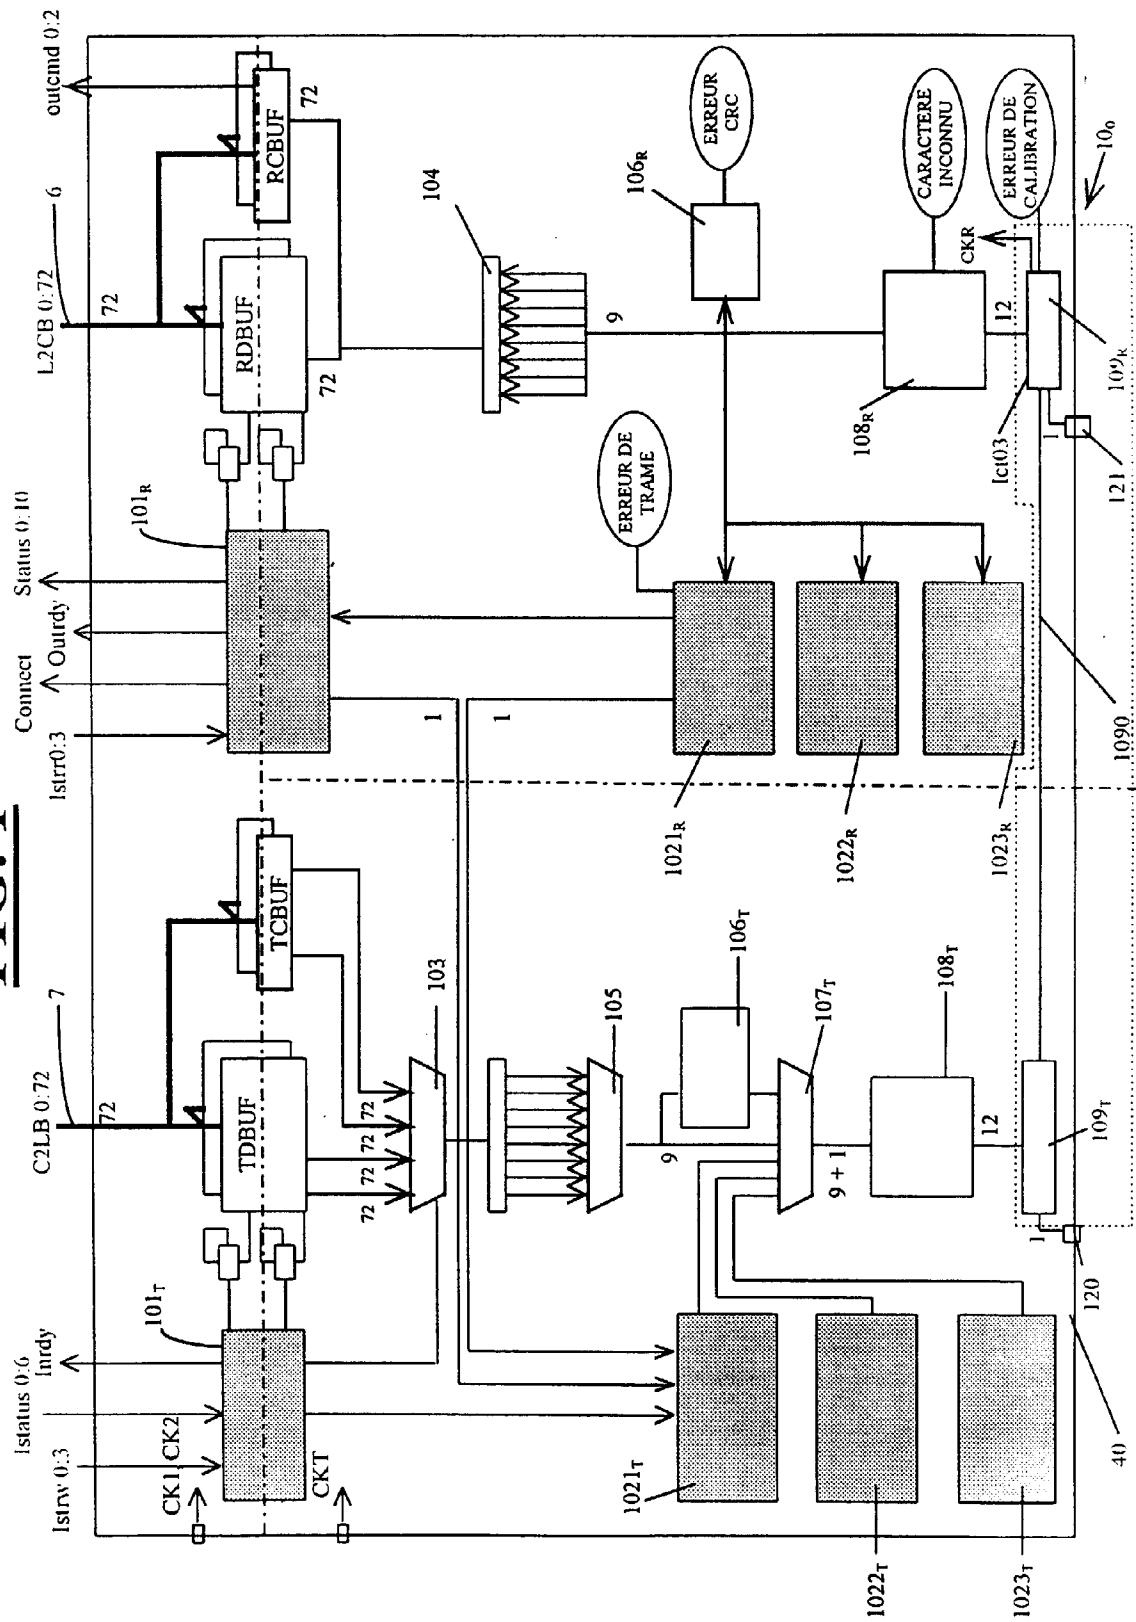 Istrw 0:3
Istatus 0:6
Inrdy
C2LB 0:72
7
Istrr0:3
Connect
Outrdy
Status 0:10
L2CB 0:72
6
outcmd 0:2
CK1, CK2
CKT
101T
72
TDBUF
TCBUF
101R
72
RDBUF
RCBUF
72
72
72
72
72
72
103
1
1
104
105
9
9
106T
107T
9 + 1
108T
12
109T
1
120
40
1021T
1022T
1023T
ERREUR DE
TRAME
1021R
1022R
1023R
106R
ERREUR
CRC
108R
CARACTERE
INCONNU
12
CKR
ERREUR DE
CALIBRATION
lct03
109R
1
121
1090
10o